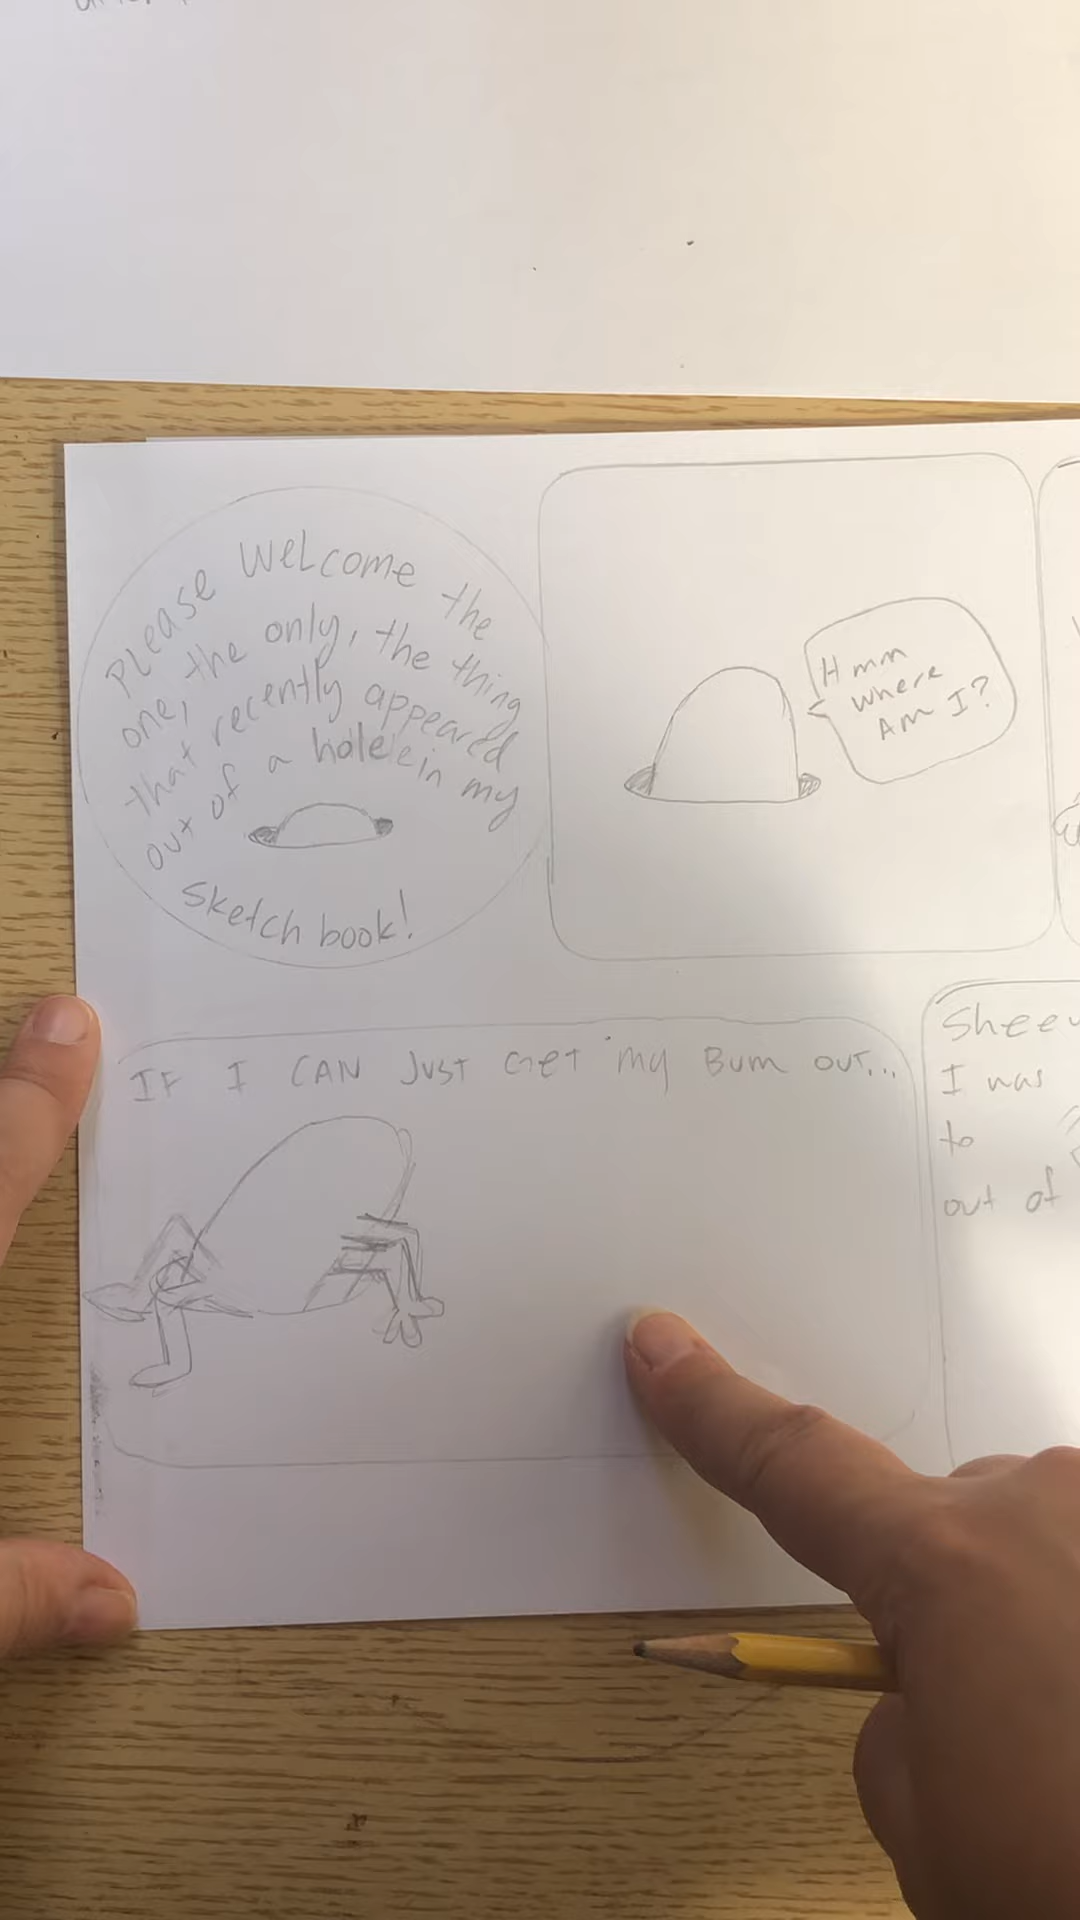 PLEASE WELcome the
one, the only, the thing
that recently appeared
out of a hole in my
sketch book!
Hmm
where
Am I?
IF I CAN JUST GET my BUM OUT...
I was
to
out of